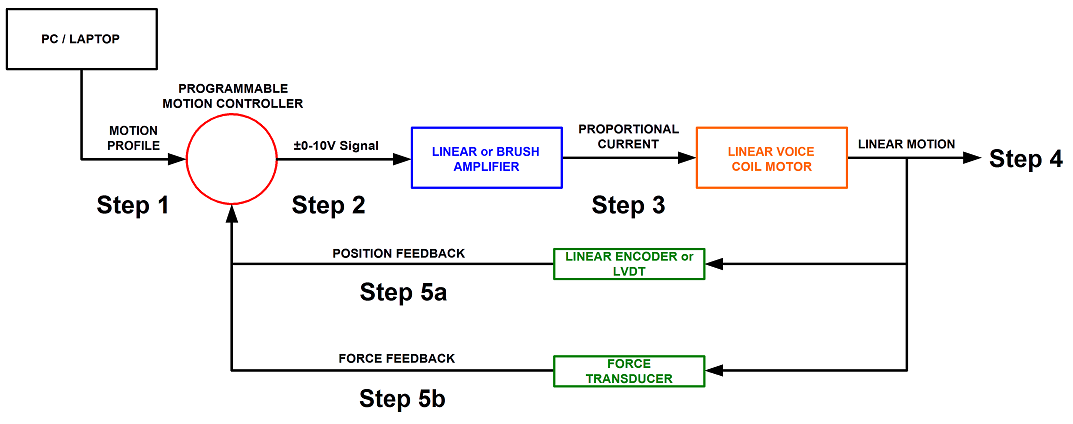 PC / LAPTOP
PROGRAMMABLE
MOTION CONTROLLER
MOTION
PROFILE
Step 1
±0-10V Signal
Step 2
LINEAR or BRUSH
AMPLIFIER
PROPORTIONAL
CURRENT
Step 3
LINEAR VOICE
COIL MOTOR
LINEAR MOTION
Step 4
POSITION FEEDBACK
Step 5a
LINEAR ENCODER or
LVDT
FORCE FEEDBACK
Step 5b
FORCE
TRANSDUCER